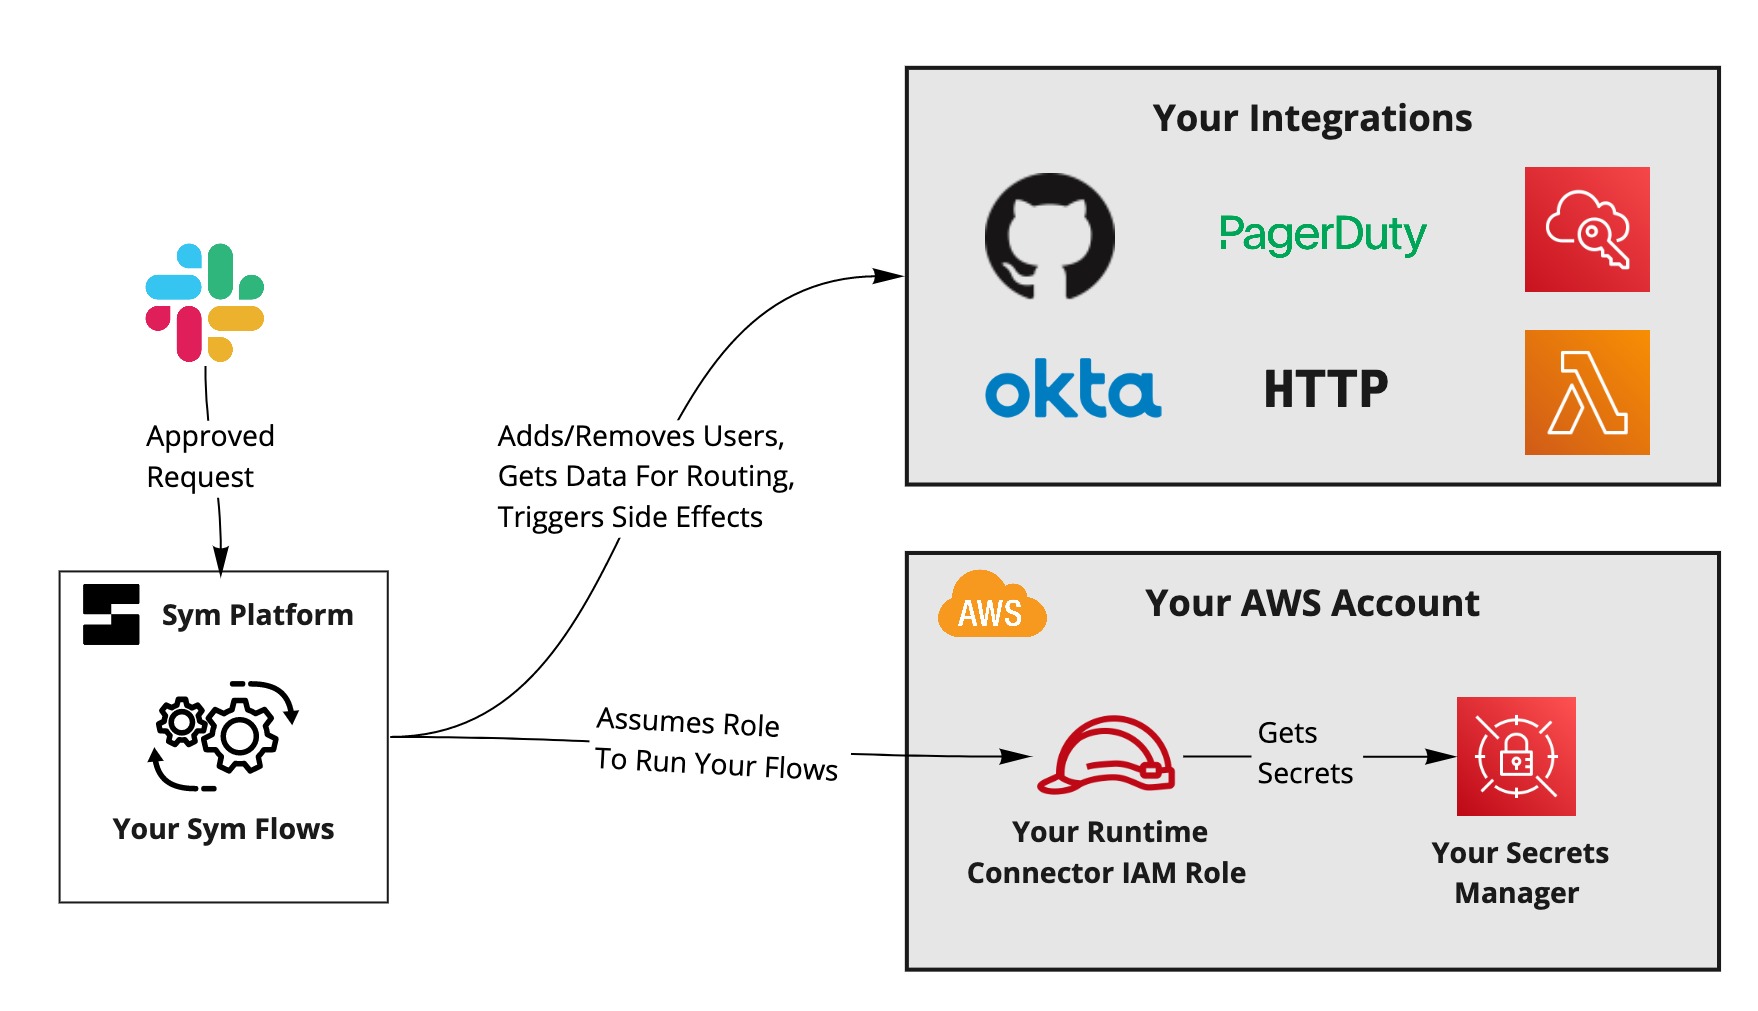 Your Integrations
PagerDuty
okta
HTTP
Approved
Request
Adds/Removes Users,
Gets Data For Routing,
Triggers Side Effects
Sym Platform
Your Sym Flows
Assumes Role
To Run Your Flows
AWS
Your AWS Account
Gets
Secrets
Your Runtime
Connector IAM Role
Your Secrets
Manager